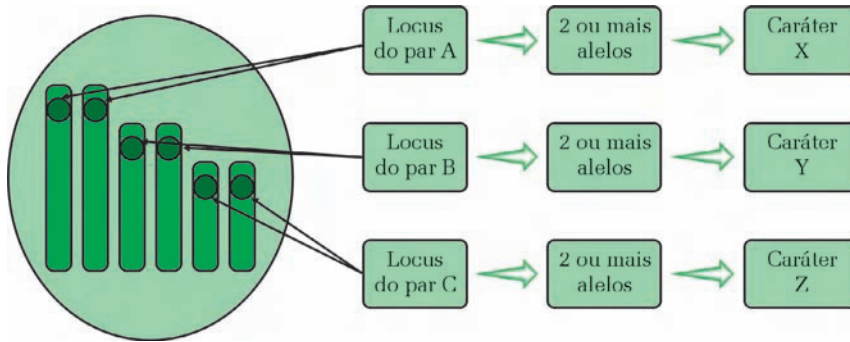 Locus
do par A
2 ou mais
alelos
Caráter
X
Locus
do par B
2 ou mais
alelos
Caráter
Y
Locus
do par C
2 ou mais
alelos
Caráter
Z